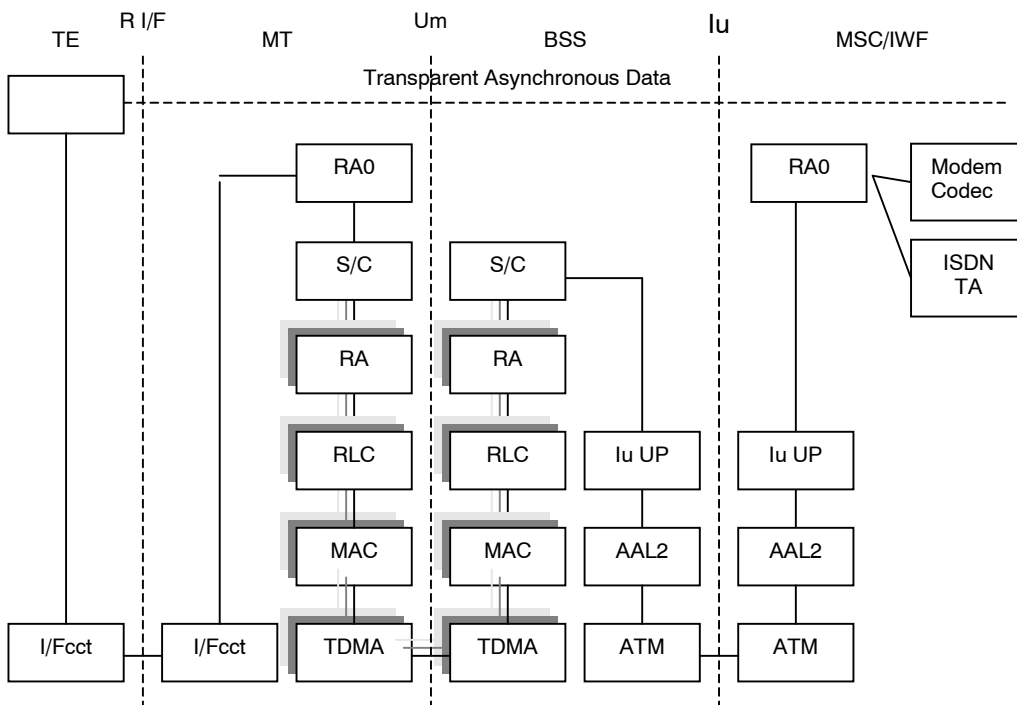 R I/F Um Iu
TE MT BSS MSC/IWF
Transparent Asynchronous Data
RA0 RA0 Modem
Codec
S/C S/C ISDN
TA
RA RA
RLC RLC Iu UP Iu UP
MAC MAC AAL2 AAL2
I/Fcct I/Fcct TDMA TDMA ATM ATM